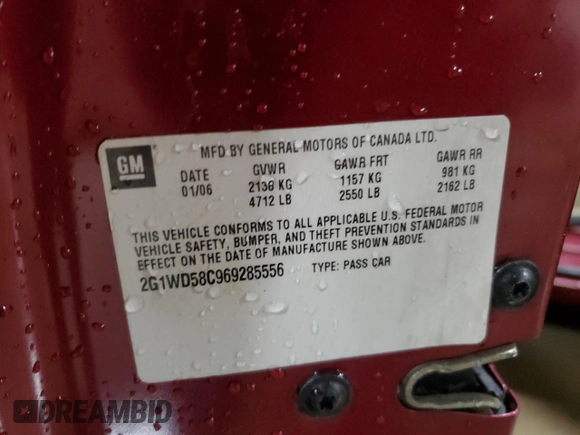 GM
MFD BY GENERAL MOTORS OF CANADA LTD.
DATE GVWR GAWR FRT GAWR RR
01/06 2136 KG 1157 KG 981 KG
4712 LB 2550 LB 2162 LB
THIS VEHICLE CONFORMS TO ALL APPLICABLE U.S. FEDERAL MOTOR
VEHICLE SAFETY, BUMPER, AND THEFT PREVENTION STANDARDS IN
EFFECT ON THE DATE OF MANUFACTURE SHOWN ABOVE.
2G1WD58C969285556 TYPE: PASS CAR
DREAMBID